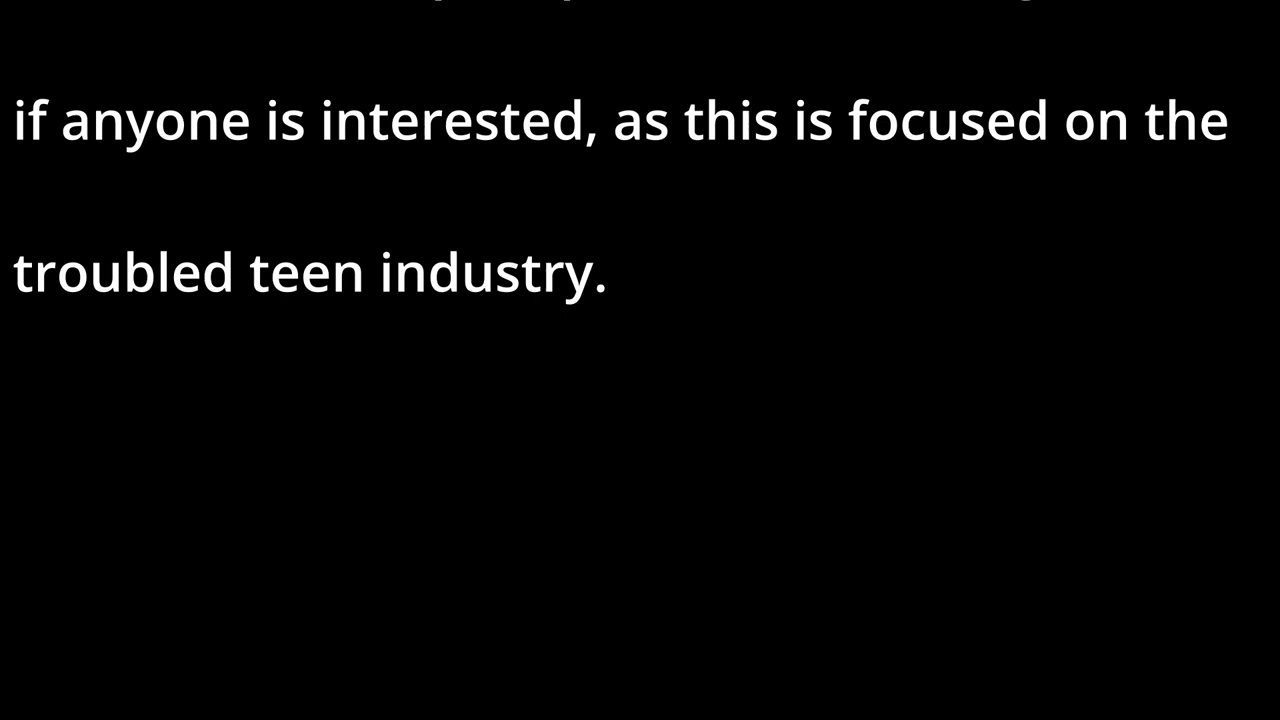 if anyone is interested, as this is focused on the
troubled teen industry.